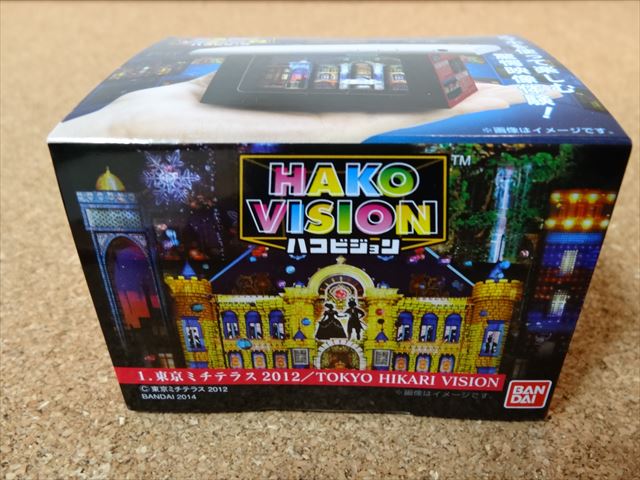 ※画像はイメージです。
HAKO
VISION
TM
ハコビジョン
1. 東京ミチテラス 2012/TOKYO HIKARI VISION
©東京ミチテラス 2012
BANDAI 2014
BAN
DAI
※画像はイメージです。